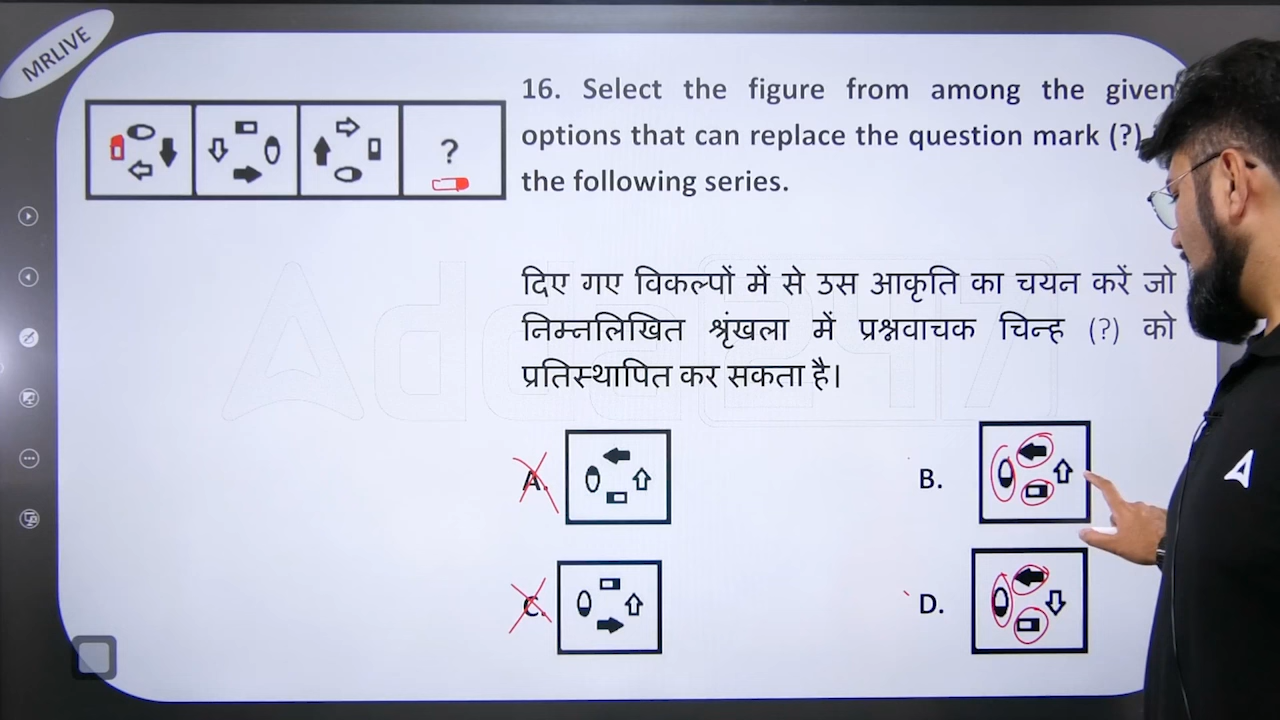 MRLIVE
16. Select the figure from among the given
options that can replace the question mark (?)
the following series.
?
दिए गए विकल्पों में से उस आकृति का चयन करें जो
निम्नलिखित श्रृंखला में प्रश्नवाचक चिन्ह (?) को
प्रतिस्थापित कर सकता है।
Adda247
A.
B.
C.
D.